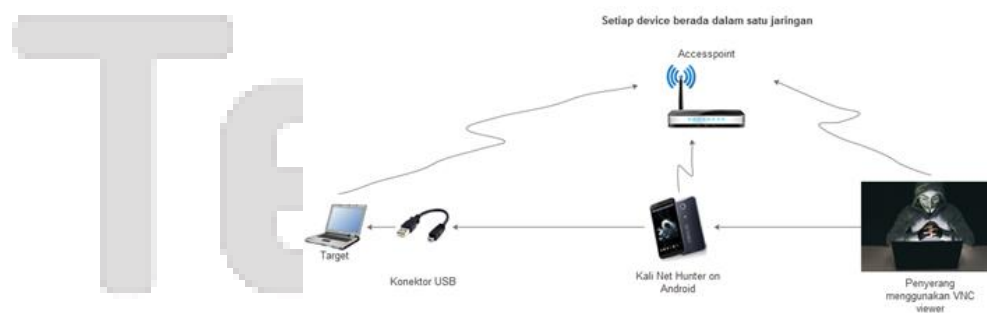 Setiap device berada dalam satu jaringan
Accesspoint
Target
Konektor USB
Kali Net Hunter on
Android
Penyerang
menggunakan VNC
viewer
Te